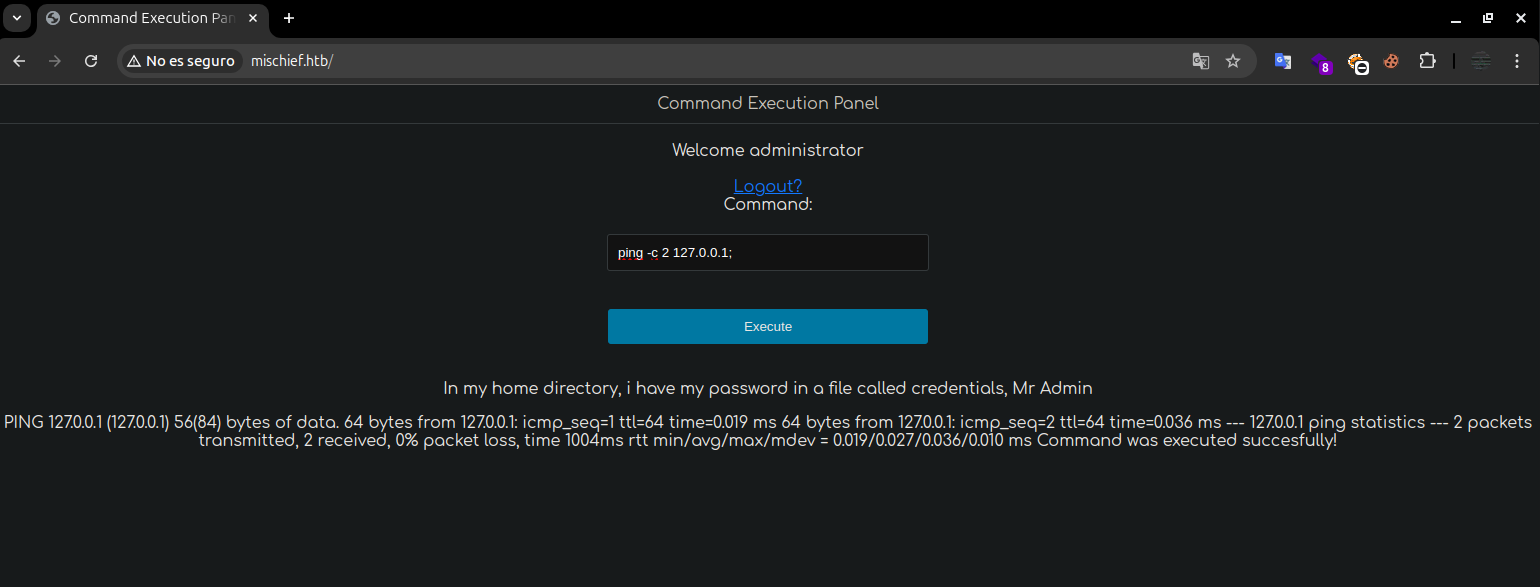 Command Execution Pan
No es seguro
mischief.htb/
8
Command Execution Panel
Welcome administrator
Logout?
Command:
ping -c 2 127.0.0.1;
Execute
In my home directory, i have my password in a file called credentials, Mr Admin
PING 127.0.0.1 (127.0.0.1) 56(84) bytes of data. 64 bytes from 127.0.0.1: icmp_seq=1 ttl=64 time=0.019 ms 64 bytes from 127.0.0.1: icmp_seq=2 ttl=64 time=0.036 ms --- 127.0.0.1 ping statistics --- 2 packets
transmitted, 2 received, 0% packet loss, time 1004ms rtt min/avg/max/mdev = 0.019/0.027/0.036/0.010 ms Command was executed succesfully!